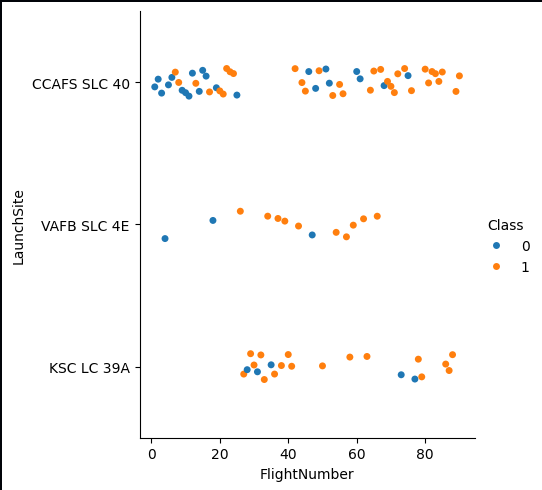 CCAFS SLC 40
VAFB SLC 4E
KSC LC 39A
LaunchSite
0 20 40 60 80
FlightNumber
Class
0
1